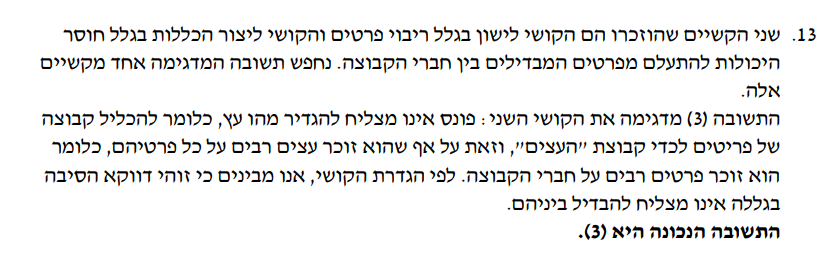 13. שני הקשיים שהוזכרו הם הקושי לישון בגלל ריבוי פרטים והקושי ליצור הכללות בגלל חוסר
היכולות להתעלם מפרטים המבדילים בין חברי הקבוצה. נחפש תשובה המדגימה אחד מקשיים
אלה.
התשובה (3) מדגימה את הקושי השני: פונס אינו מצליח להגדיר מהו עץ, כלומר להכליל קבוצה
של פריטים לכדי קבוצת "העצים", וזאת על אף שהוא זוכר עצים רבים על כל פרטיהם, כלומר
הוא זוכר פרטים רבים על חברי הקבוצה. לפי הגדרת הקושי, אנו מבינים כי זוהי דווקא הסיבה
בגללה אינו מצליח להבדיל ביניהם.
התשובה הנכונה היא (3).